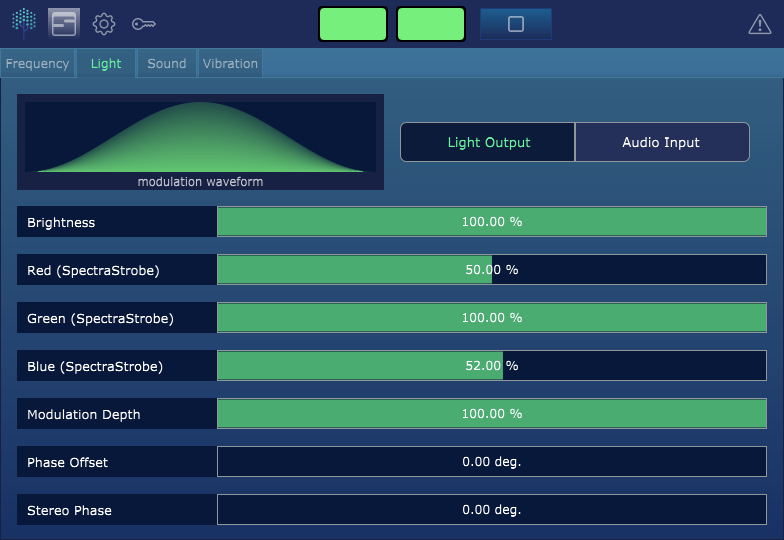 Frequency
Light
Sound
Vibration
modulation waveform
Light Output
Audio Input
Brightness
100.00 %
Red (SpectraStrobe)
50.00 %
Green (SpectraStrobe)
100.00 %
Blue (SpectraStrobe)
52.00 %
Modulation Depth
100.00 %
Phase Offset
0.00 deg.
Stereo Phase
0.00 deg.